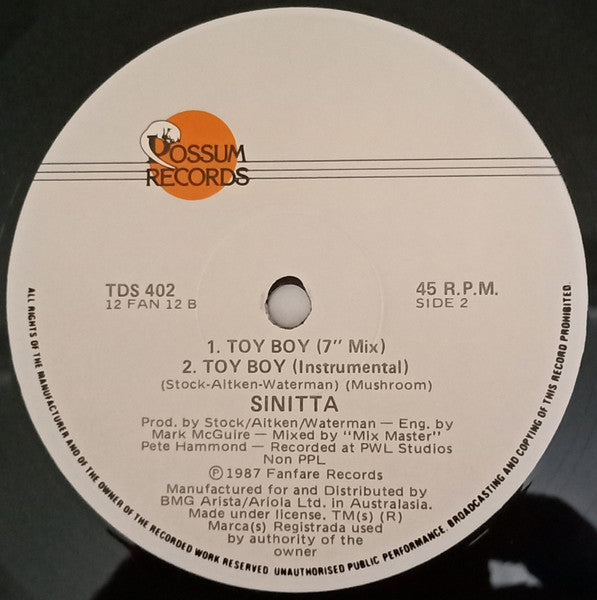 POSSUM
RECORDS
TDS 402
12 FAN 12 B
45 R.P.M.
SIDE 2
1. TOY BOY (7" Mix)
2. TOY BOY (Instrumental)
(Stock-Aitken-Waterman) (Mushroom)
SINITTA
Prod. by Stock/Aitken/Waterman — Eng. by
Mark McGuire — Mixed by "Mix Master"
Pete Hammond — Recorded at PWL Studios
Non PPL
Ⓟ 1987 Fanfare Records
Manufactured for and Distributed by
BMG Arista/Ariola Ltd. in Australasia.
Made under license. TM(s) (R)
Marca(s) Registrada used
by authority of the
owner
ALL RIGHTS OF THE MANUFACTURER AND OF THE OWNER OF THE RECORDED WORK RESERVED UNAUTHORISED PUBLIC PERFORMANCE, BROADCASTING AND COPYING OF THIS RECORD PROHIBITED